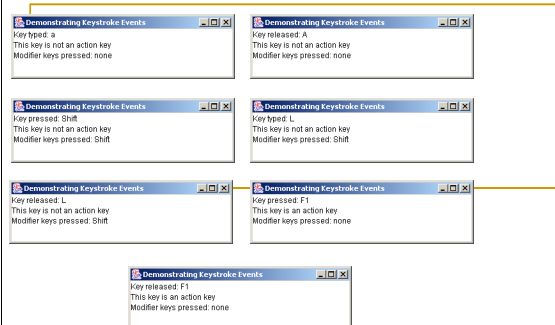 Demonstrating Keystroke Events
Key typed: a
This key is not an action key
Modifier keys pressed: none
Demonstrating Keystroke Events
Key released: A
This key is not an action key
Modifier keys pressed: none
Demonstrating Keystroke Events
Key pressed: Shift
This key is not an action key
Modifier keys pressed: Shift
Demonstrating Keystroke Events
Key typed: L
This key is not an action key
Modifier keys pressed: Shift
Demonstrating Keystroke Events
Key released: L
This key is not an action key
Modifier keys pressed: Shift
Demonstrating Keystroke Events
Key pressed: F1
This key is an action key
Modifier keys pressed: none
Demonstrating Keystroke Events
Key released: F1
This key is an action key
Modifier keys pressed: none